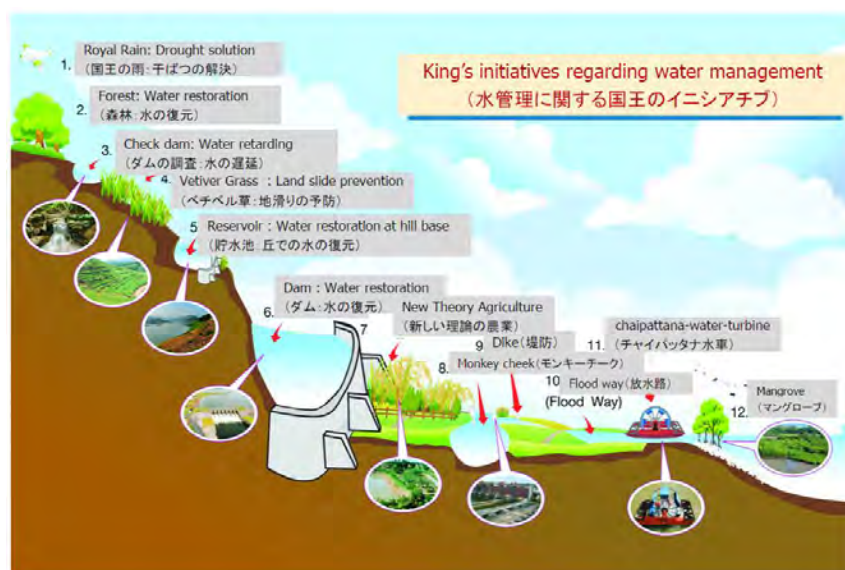 King's initiatives regarding water management
(水管理に関する国王のイニシアチブ)
1. Royal Rain: Drought solution
(国王の雨:干ばつの解決)
2. Forest: Water restoration
(森林:水の復元)
3. Check dam: Water retarding
(ダムの調査:水の遅延)
4. Vetiver Grass : Land slide prevention
(ベチベル草:地滑りの予防)
5 Reservoir : Water restoration at hill base
(貯水池:丘での水の復元)
6. Dam : Water restoration
(ダム:水の復元)
7 New Theory Agriculture
(新しい理論の農業)
8. Monkey cheek(モンキーチーク)
9 Dike(堤防)
10 Flood way(放水路)
(Flood Way)
11. chaipattana-water-turbine
(チャイパッタナ水車)
12. Mangrove
(マングローブ)